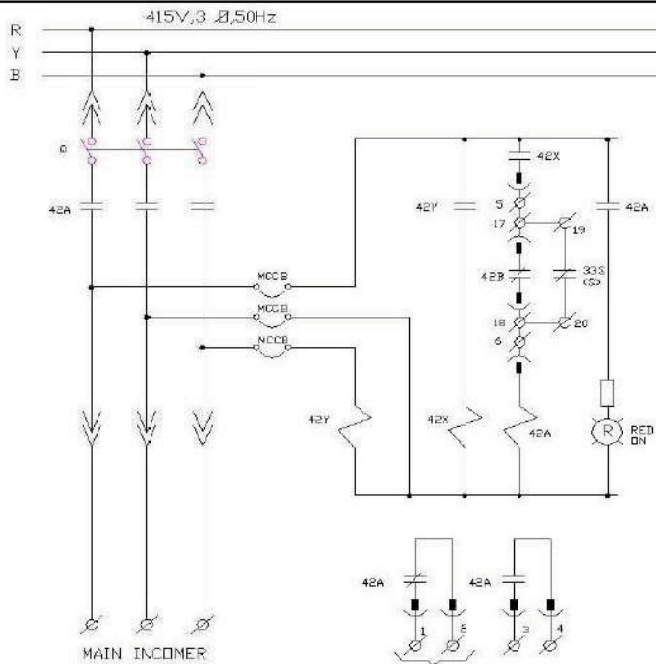 415V,3 Ø,50Hz
R
Y
B
Q
42X
42A
42Y
5
42A
17
19
MCCB
42B
33S
(S)
MCCB
18
20
MCCB
6
42Y
42X
42A
R
RED
ON
42A
42A
1
2
3
4
MAIN INCOMER